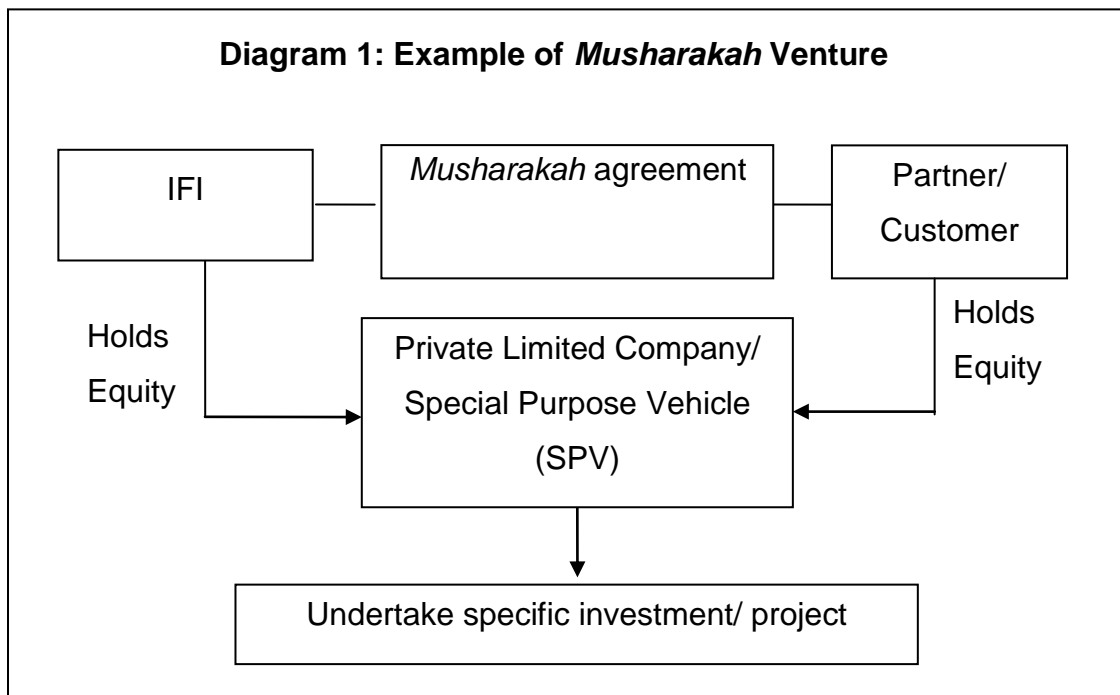 Diagram 1: Example of Musharakah Venture
IFI
Musharakah agreement
Partner/
Customer
Holds
Equity
Private Limited Company/
Special Purpose Vehicle
(SPV)
Holds
Equity
Undertake specific investment/ project